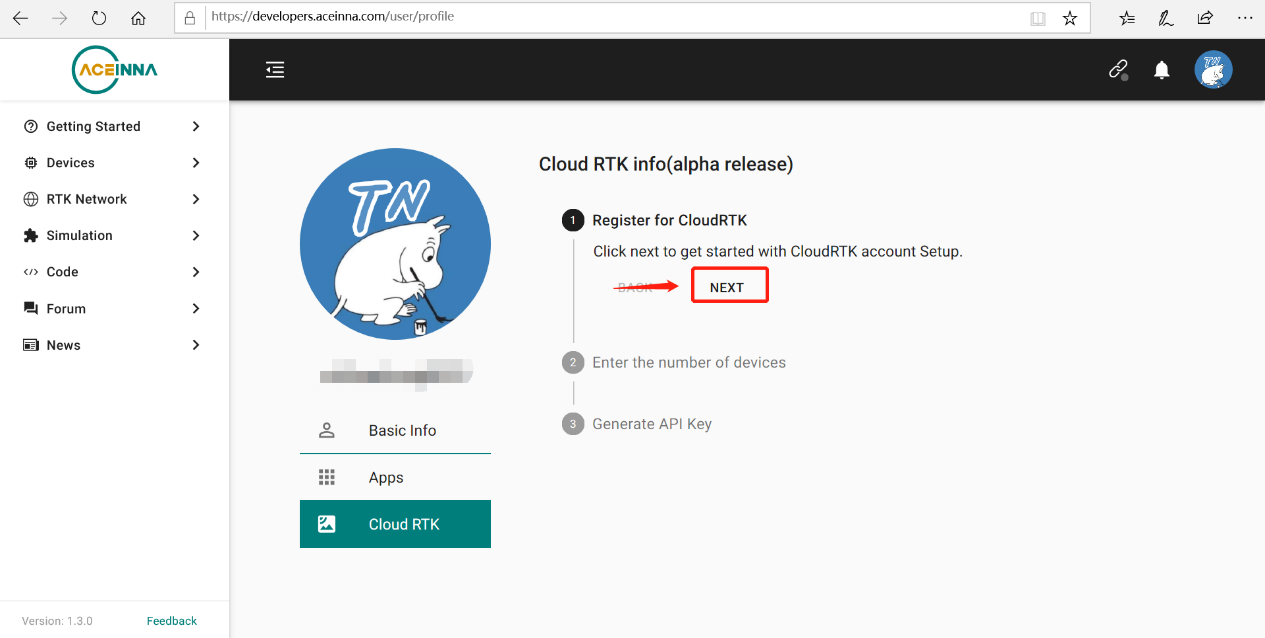 https://developers.aceinna.com/user/profile
ACEINNA
Getting Started
Devices
RTK Network
Simulation
Code
Forum
News
Version: 1.3.0
Feedback
TN
TN
Basic Info
Apps
Cloud RTK
Cloud RTK info(alpha release)
1 Register for CloudRTK
Click next to get started with CloudRTK account Setup.
BACK NEXT
2 Enter the number of devices
3 Generate API Key